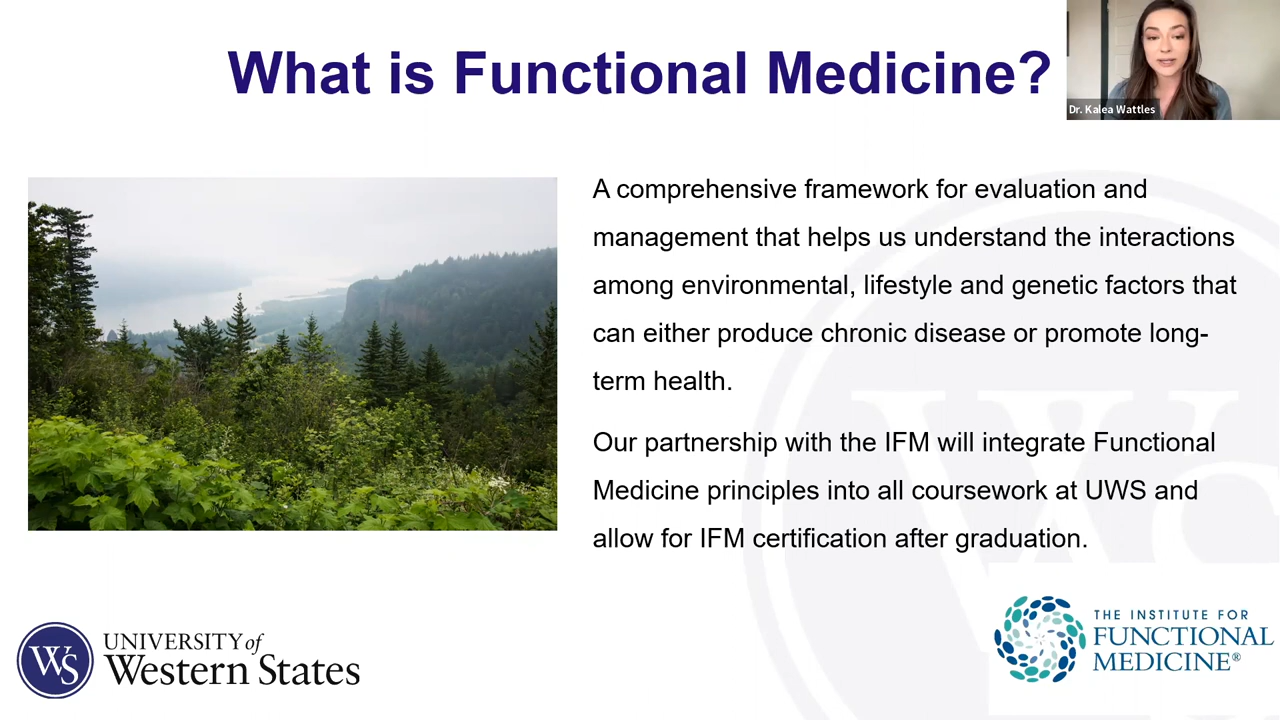 What is Functional Medicine?
Dr. Kalea Wattles
A comprehensive framework for evaluation and
management that helps us understand the interactions
among environmental, lifestyle and genetic factors that
can either produce chronic disease or promote long-
term health.
Our partnership with the IFM will integrate Functional
Medicine principles into all coursework at UWS and
allow for IFM certification after graduation.
WS
UNIVERSITY of
Western States
THE INSTITUTE FOR
FUNCTIONAL
MEDICINE®